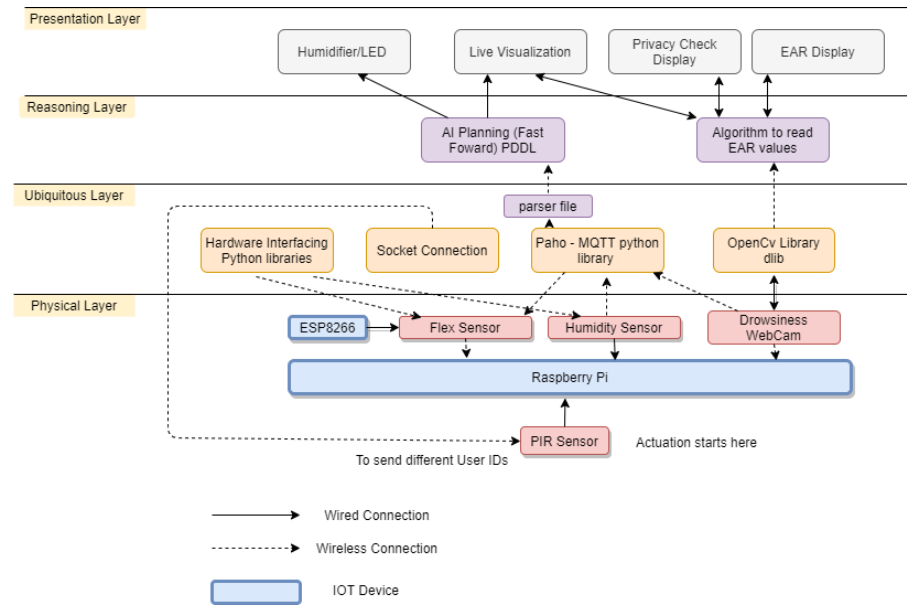 Presentation Layer
Humidifier/LED
Live Visualization
Privacy Check
Display
EAR Display
Reasoning Layer
AI Planning (Fast
Foward) PDDL
Algorithm to read
EAR values
Ubiquitous Layer
parser file
Hardware Interfacing
Python libraries
Socket Connection
Paho - MQTT python
library
OpenCv Library
dlib
Physical Layer
ESP8266
Flex Sensor
Humidity Sensor
Drowsiness
WebCam
Raspberry Pi
PIR Sensor
Actuation starts here
To send different User IDs
Wired Connection
Wireless Connection
IOT Device